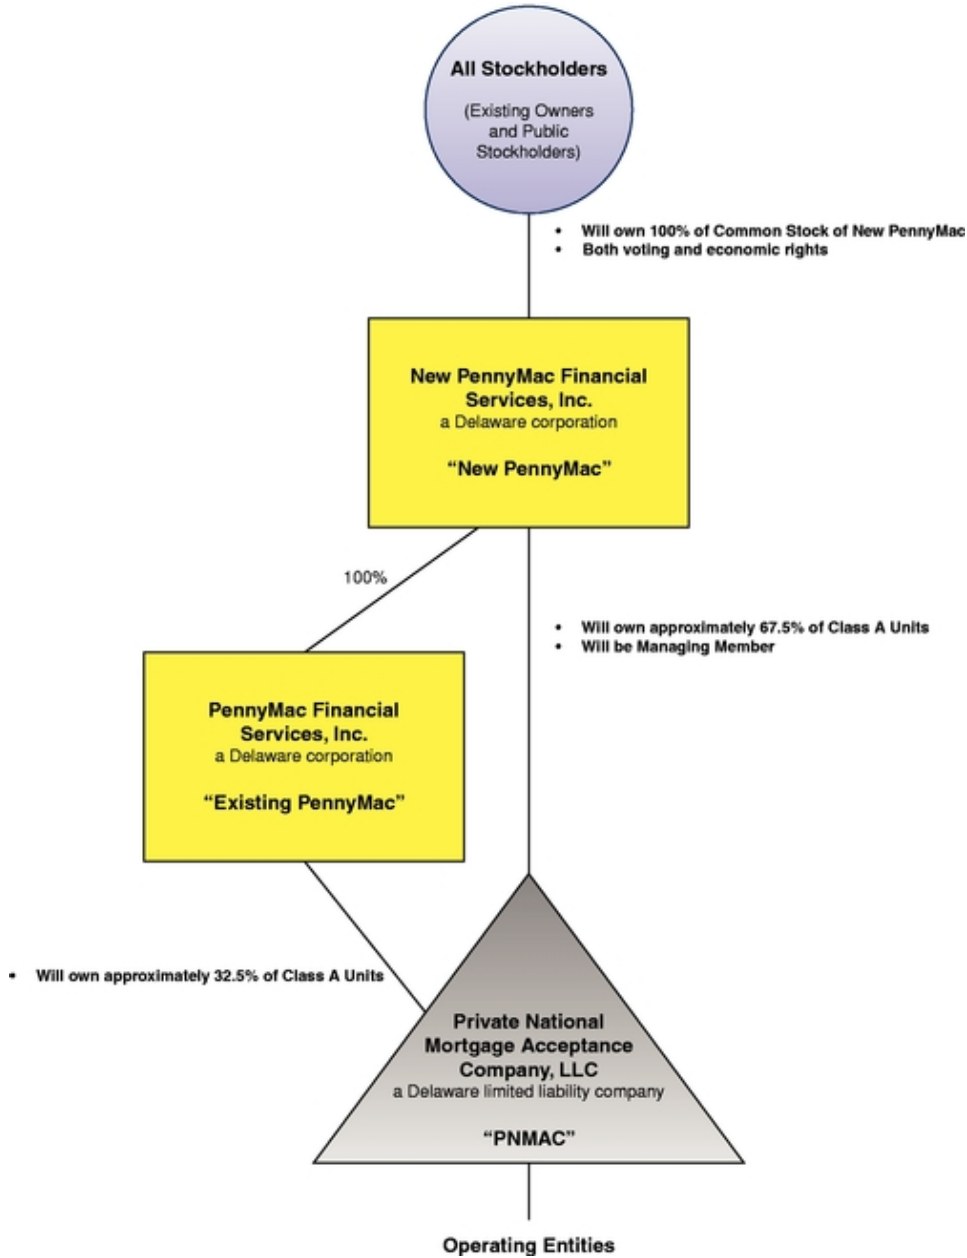 All Stockholders
(Existing Owners
and Public
Stockholders)
• Will own 100% of Common Stock of New PennyMac
• Both voting and economic rights
New PennyMac Financial
Services, Inc.
a Delaware corporation
“New PennyMac”
100%
• Will own approximately 67.5% of Class A Units
• Will be Managing Member
PennyMac Financial
Services, Inc.
a Delaware corporation
“Existing PennyMac”
• Will own approximately 32.5% of Class A Units
Private National
Mortgage Acceptance
Company, LLC
a Delaware limited liability company
“PNMAC”
Operating Entities